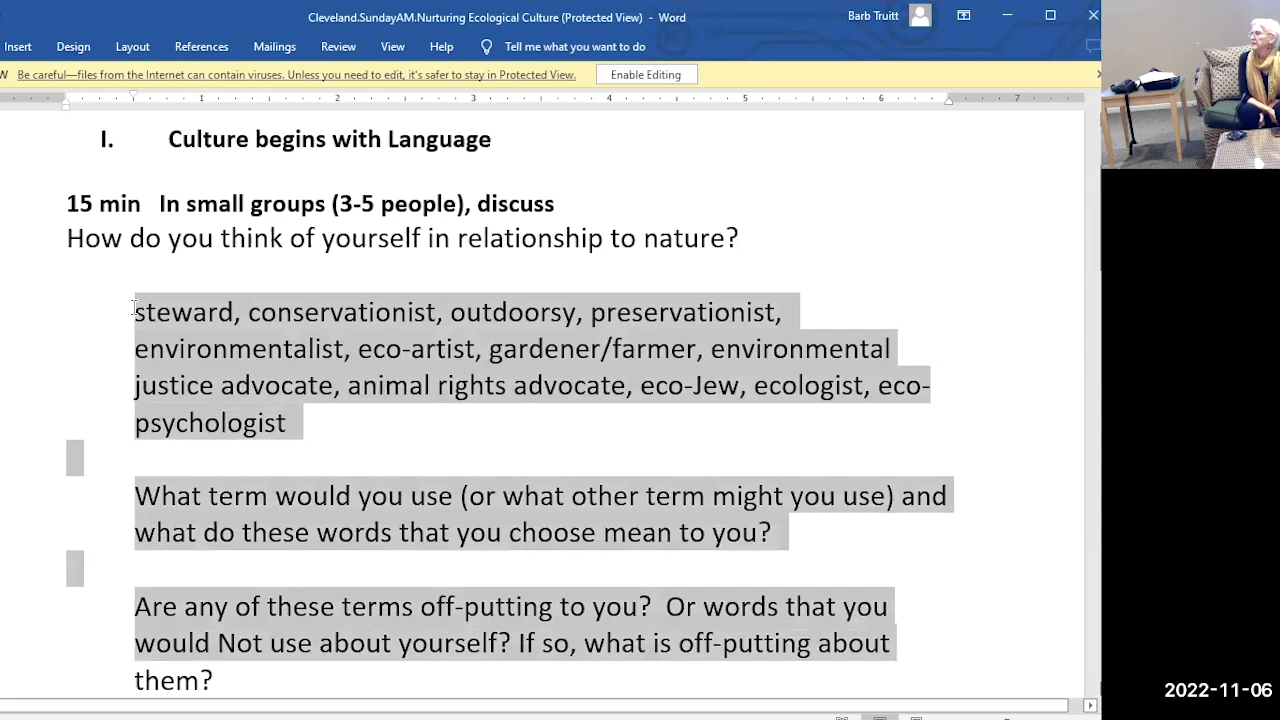 Cleveland.SundayAM.Nurturing Ecological Culture (Protected View) - Word
Barb Truitt
Insert Design Layout References Mailings Review View Help Tell me what you want to do
Be careful—files from the Internet can contain viruses. Unless you need to edit, it's safer to stay in Protected View.
Enable Editing
1 2 3 4 5 6 7
I. Culture begins with Language
15 min In small groups (3-5 people), discuss
How do you think of yourself in relationship to nature?
steward, conservationist, outdoorsy, preservationist,
environmentalist, eco-artist, gardener/farmer, environmental
justice advocate, animal rights advocate, eco-Jew, ecologist, eco-
psychologist
What term would you use (or what other term might you use) and
what do these words that you choose mean to you?
Are any of these terms off-putting to you? Or words that you
would Not use about yourself? If so, what is off-putting about
them?
2022-11-06